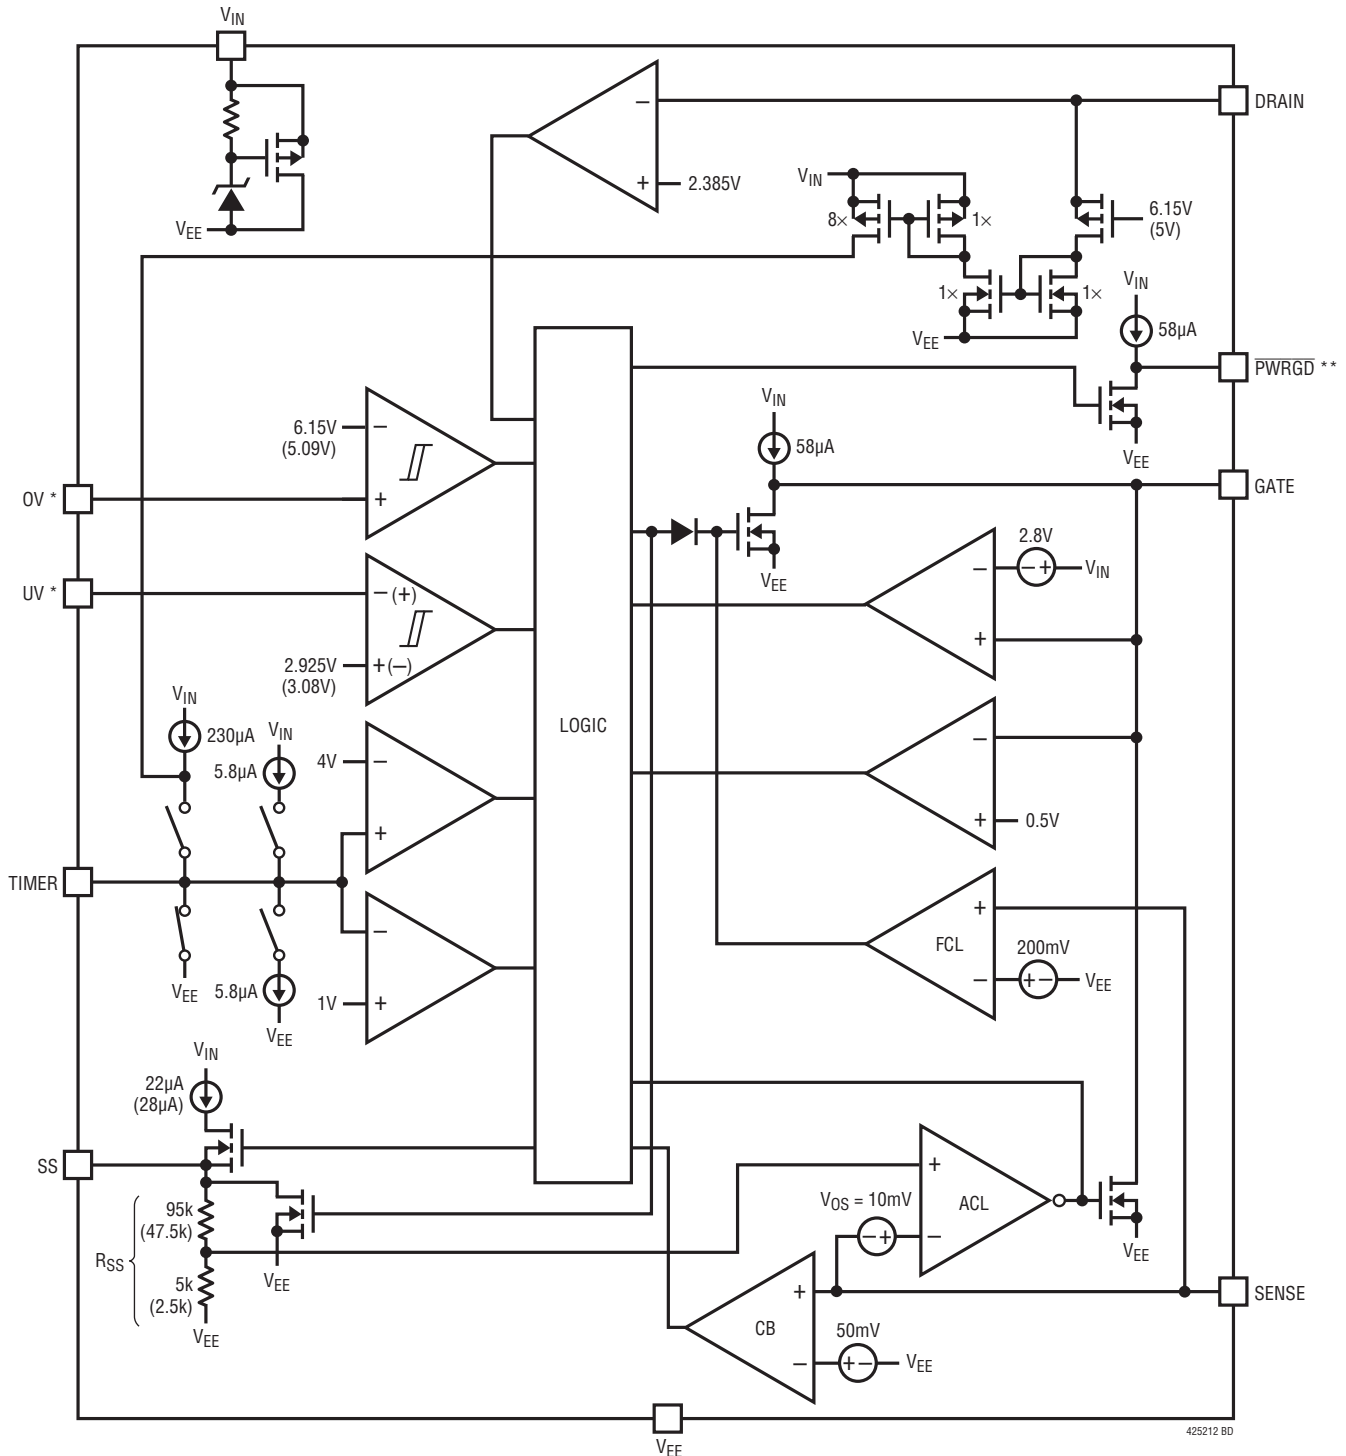 VIN
DRAIN
−
+
2.385V
VIN
8×
1×
6.15V
(5V)
VEE
1×
1×
VEE
VIN
58µA
PWRGD **
VEE
VIN
58µA
GATE
VEE
6.15V
(5.09V)
−
+
OV *
UV *
− (+)
2.925V
(3.08V)
+ (−)
LOGIC
2.8V
− +
VIN
−
+
VIN
230µA
VIN
5.8µA
4V
−
+
−
+
0.5V
TIMER
VEE
5.8µA
VEE
−
1V
+
+
FCL
200mV
−
+ −
VEE
VIN
22µA
(28µA)
SS
95k
(47.5k)
RSS
5k
(2.5k)
VEE
VEE
+
VOS = 10mV
ACL
− +
−
VEE
SENSE
+
CB
50mV
−
+ −
VEE
VEE
425212 BD